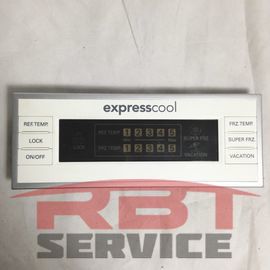 expresscool
REF. TEMP.
LOCK
ON/OFF
REF. TEMP. 1 2 3 4 5
FRZ. TEMP. 1 2 3 4 5
LOCK
SUPER FRZ.
VACATION
FRZ. TEMP.
SUPER FRZ.
VACATION
RBT
SERVICE